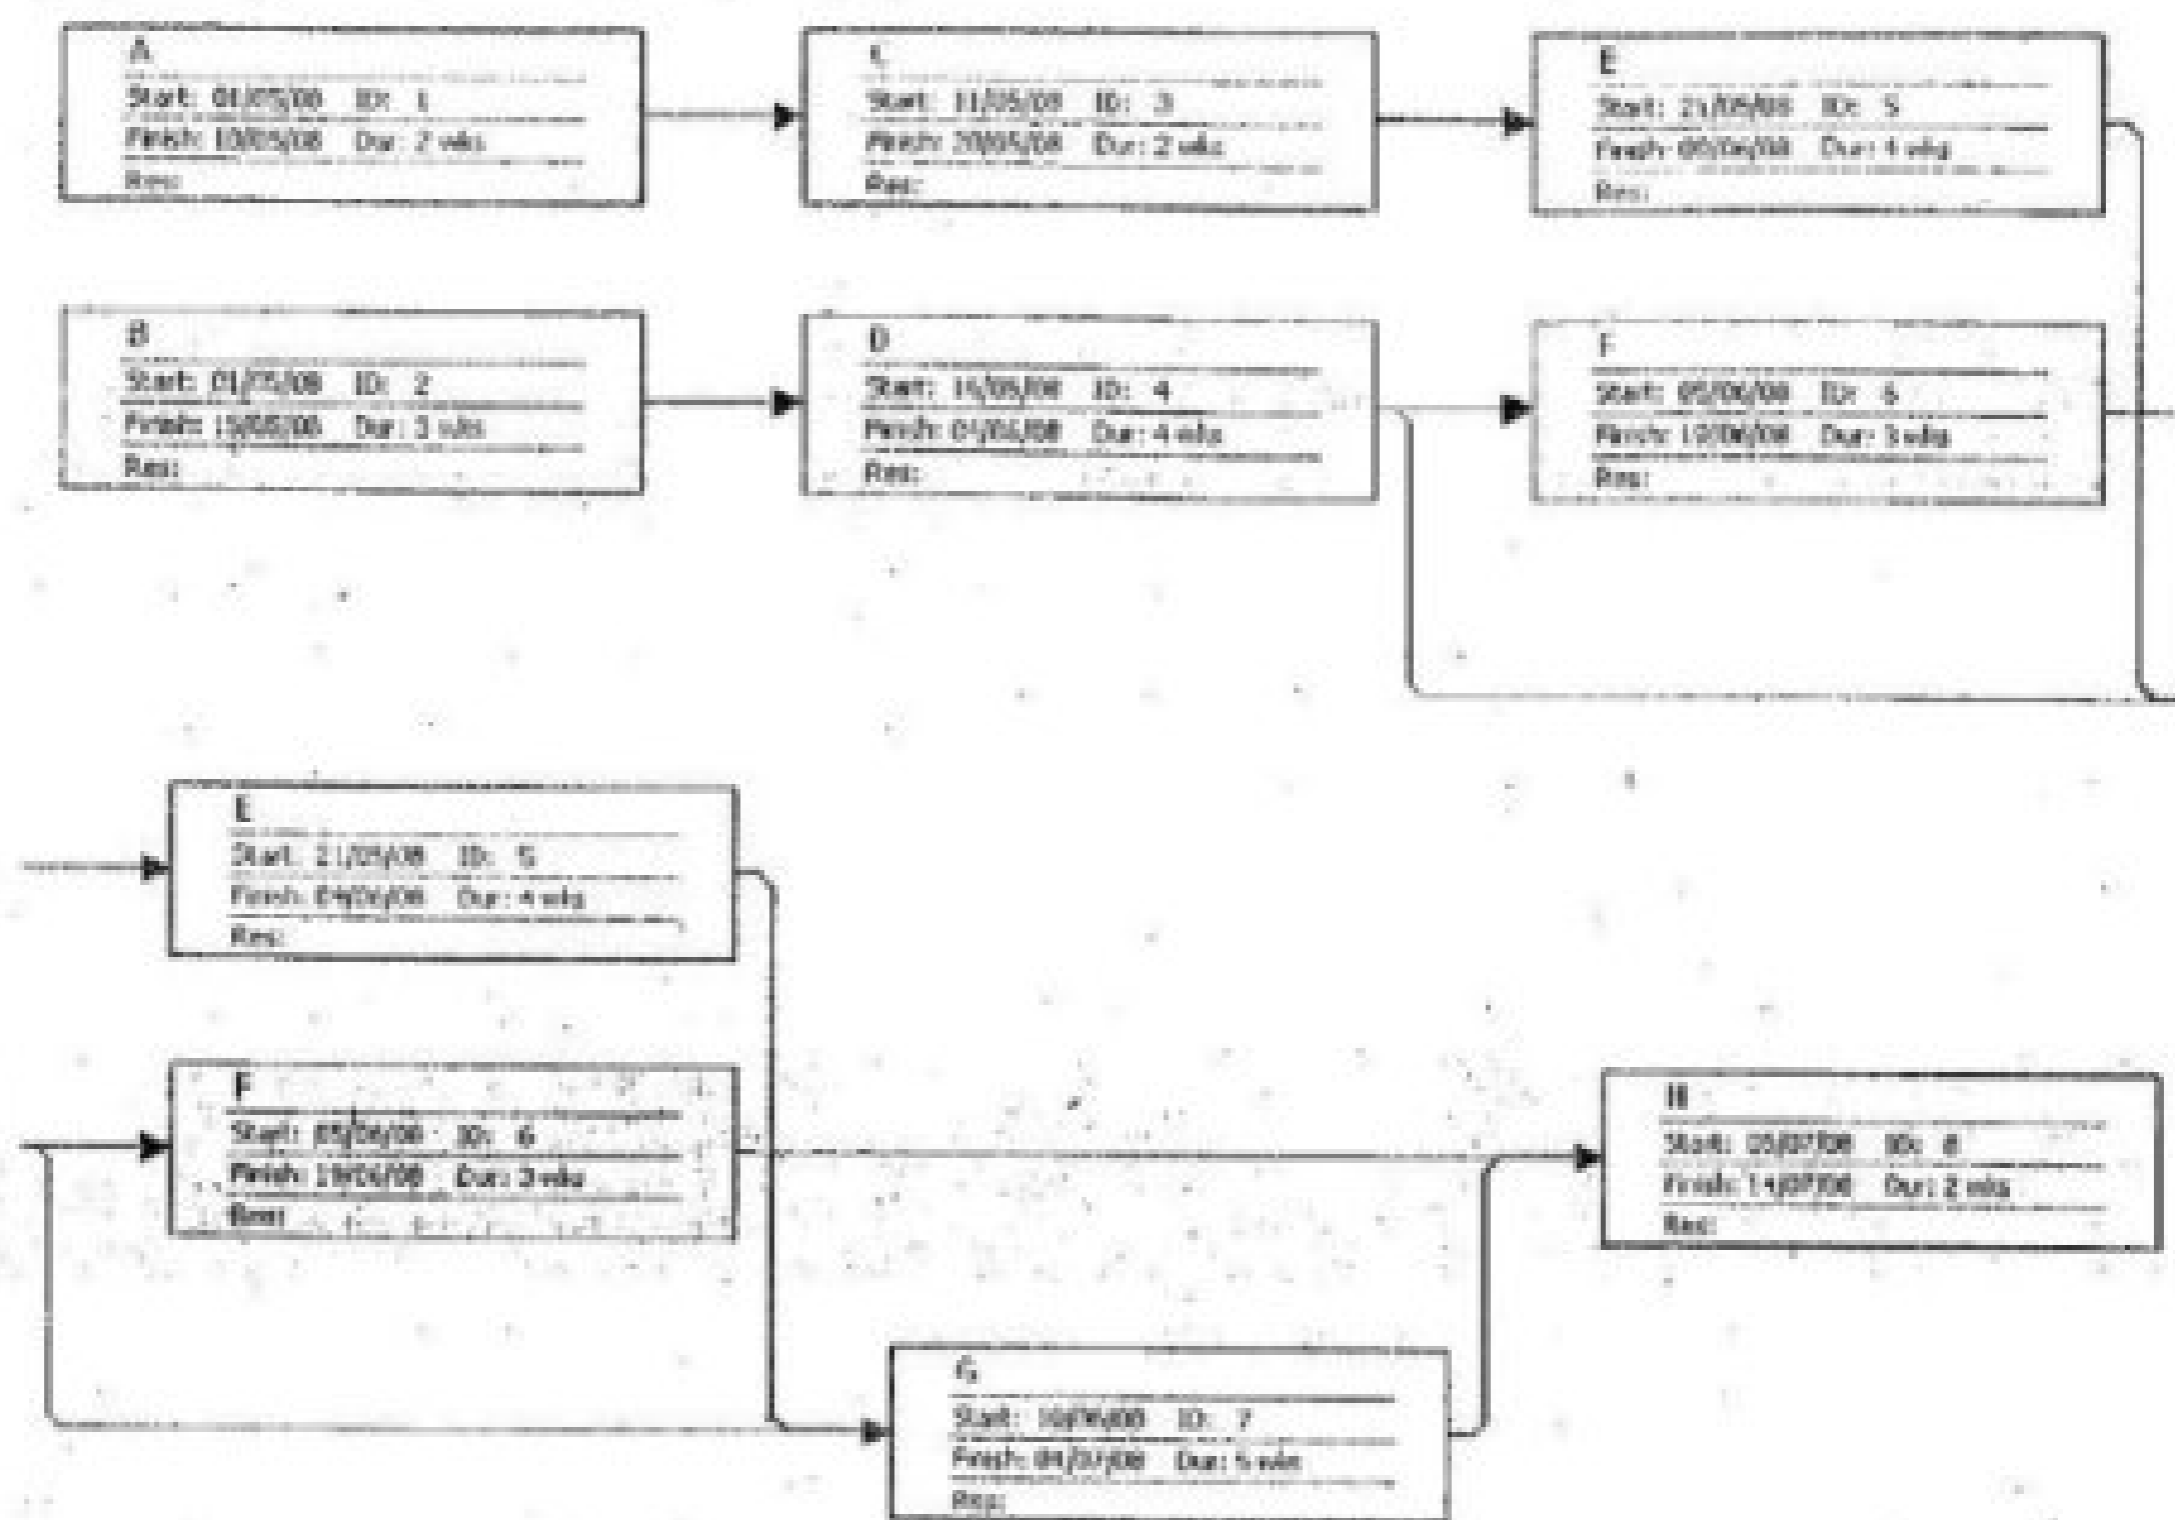 A
Start: 01/05/08 ID: 1
Finish: 10/05/08 Dur: 2 wks
Res:
C
Start: 11/05/08 ID: 3
Finish: 20/05/08 Dur: 2 wks
Res:
E
Start: 21/05/08 ID: 5
Finish: Dur: 4 wks
Res:
B
Start: 01/05/08 ID: 2
Finish: 15/05/08 Dur: 3 wks
Res:
D
Start: 16/05/08 ID: 4
Finish: 04/06/08 Dur: 4 wks
Res:
F
Start: 05/06/08 ID: 6
Finish: 19/06/08 Dur: 3 wks
Res:
E
Start: 21/05/08 ID: 5
Finish: 09/06/08 Dur: 4 wks
Res:
F
Start: 05/06/08 ID: 6
Finish: 19/06/08 Dur: 3 wks
Res:
H
Start: 05/07/08 ID: 8
Finish: 14/07/08 Dur: 2 wks
Res:
G
Start: 10/06/08 ID: 7
Finish: 04/07/08 Dur: 5 wks
Res: